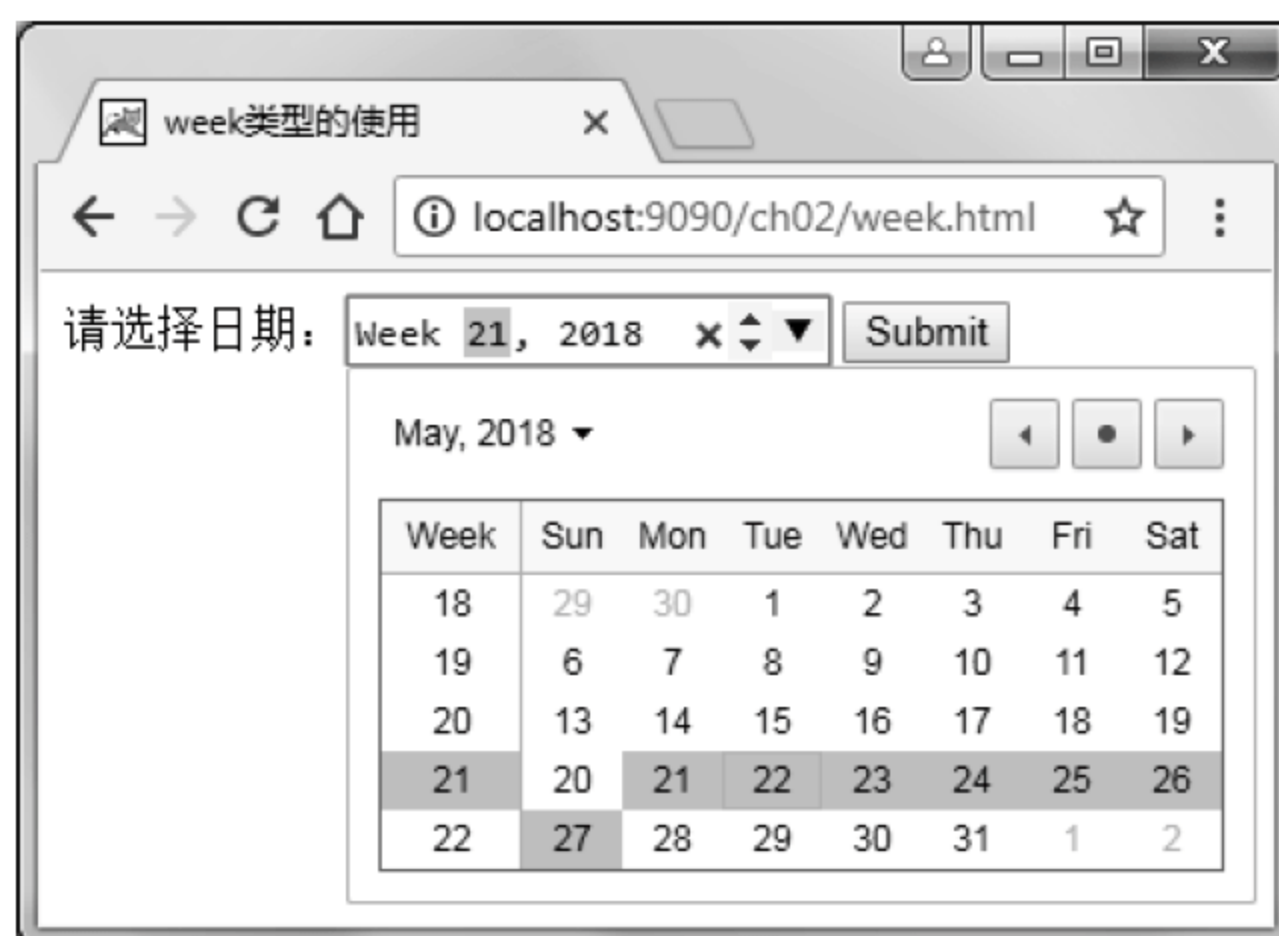 week类型的使用
localhost:9090/ch02/week.html
请选择日期： Week 21, 2018 Submit
May, 2018
Week Sun Mon Tue Wed Thu Fri Sat
18 29 30 1 2 3 4 5
19 6 7 8 9 10 11 12
20 13 14 15 16 17 18 19
21 20 21 22 23 24 25 26
22 27 28 29 30 31 1 2